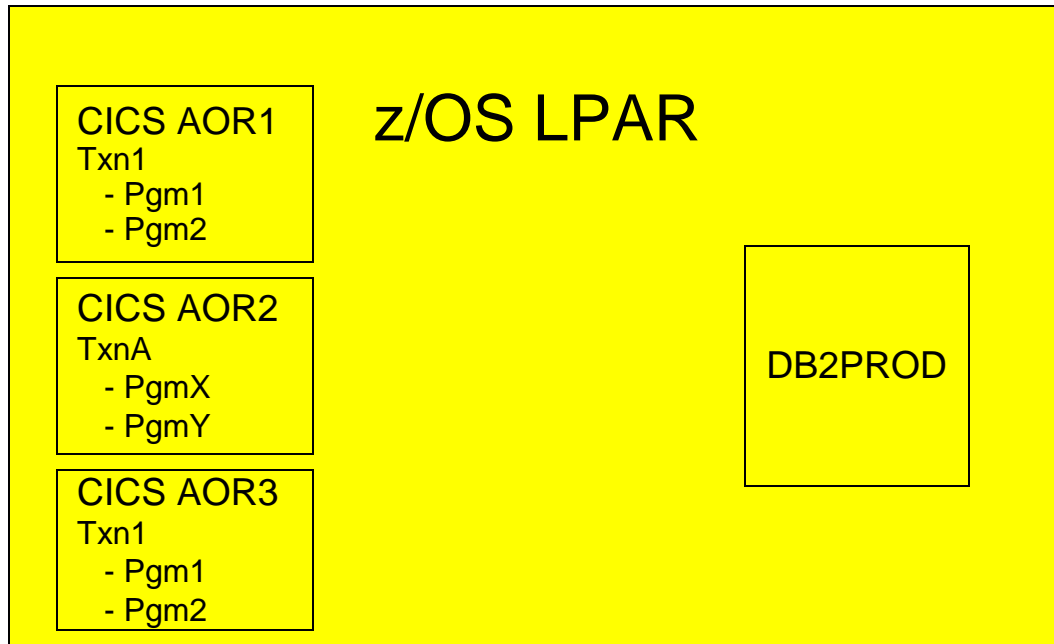 z/OS LPAR
CICS AOR1
Txn1
- Pgm1
- Pgm2
CICS AOR2
TxnA
- PgmX
- PgmY
CICS AOR3
Txn1
- Pgm1
- Pgm2
DB2PROD